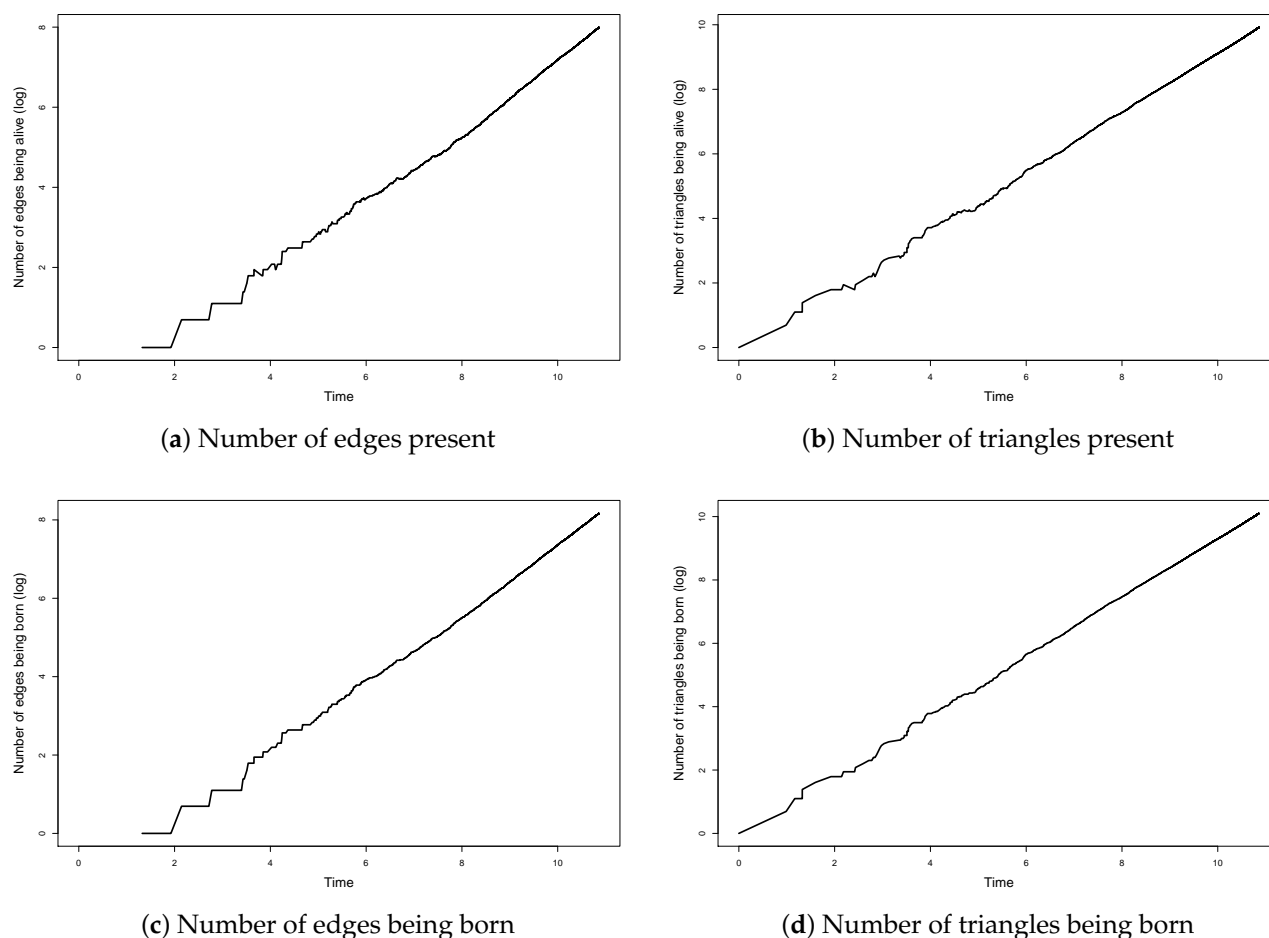 Number of edges being alive (log)
0 2 4 6 8
0 2 4 6 8 10
Time
(a) Number of edges present
Number of triangles being alive (log)
0 2 4 6 8 10
0 2 4 6 8 10
Time
(b) Number of triangles present
Number of edges being born (log)
0 2 4 6 8
0 2 4 6 8 10
Time
(c) Number of edges being born
Number of triangles being born (log)
0 2 4 6 8 10
0 2 4 6 8 10
Time
(d) Number of triangles being born